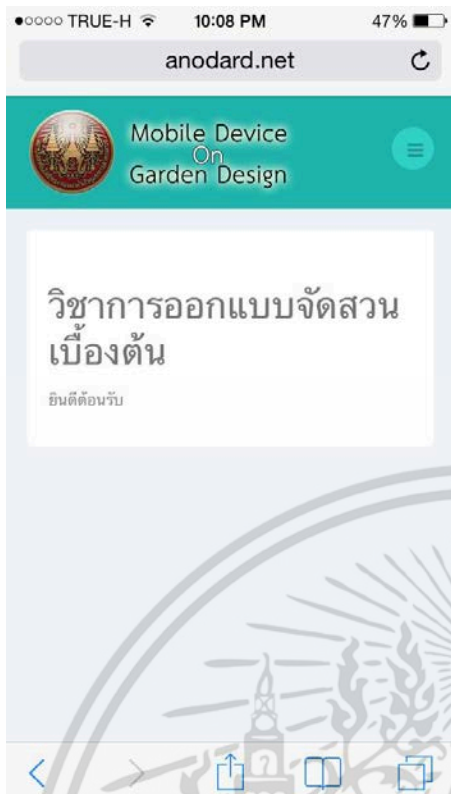 TRUE-H 10:08 PM 47%
anodard.net
Mobile Device
On
Garden Design
วิชาการออกแบบจัดสวน
เบื้องต้น
ยินดีต้อนรับ